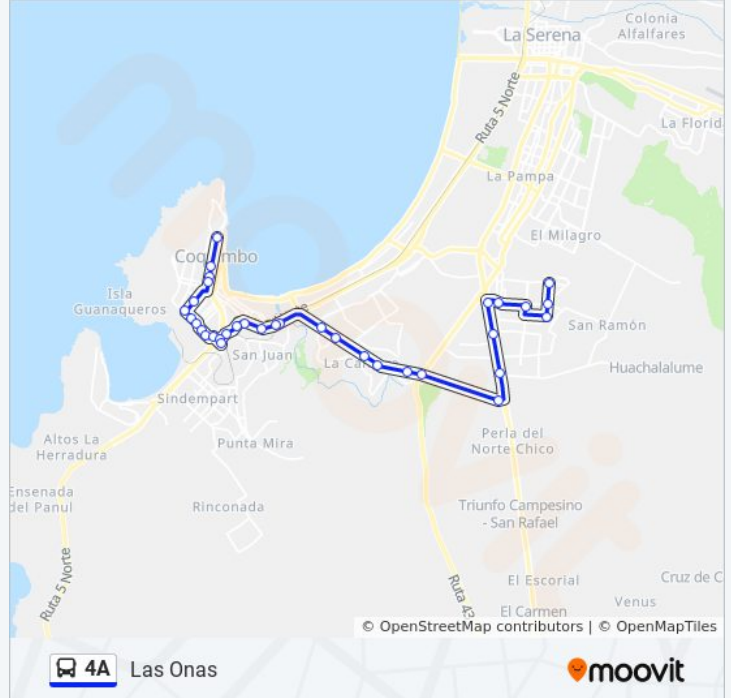 Colonia
Alfalfares
La Serena
Ruta 5 Norte
La Florid
La Pampa
El Milagro
Coquimbo
Isla
Guanaqueros
San Ramón
San Juan
La Can
Huachalalume
Sindempart
Altos La
Herradura
Punta Mira
Perla del
Norte Chico
Ensenada
del Panul
Rinconada
Triunfo Campesino
- San Rafael
Ruta 5 Norte
El Escorial
Cruz de C
Ruta 43
El Carmen
Venus
© OpenStreetMap contributors | © OpenMapTiles
4A Las Onas
moovit